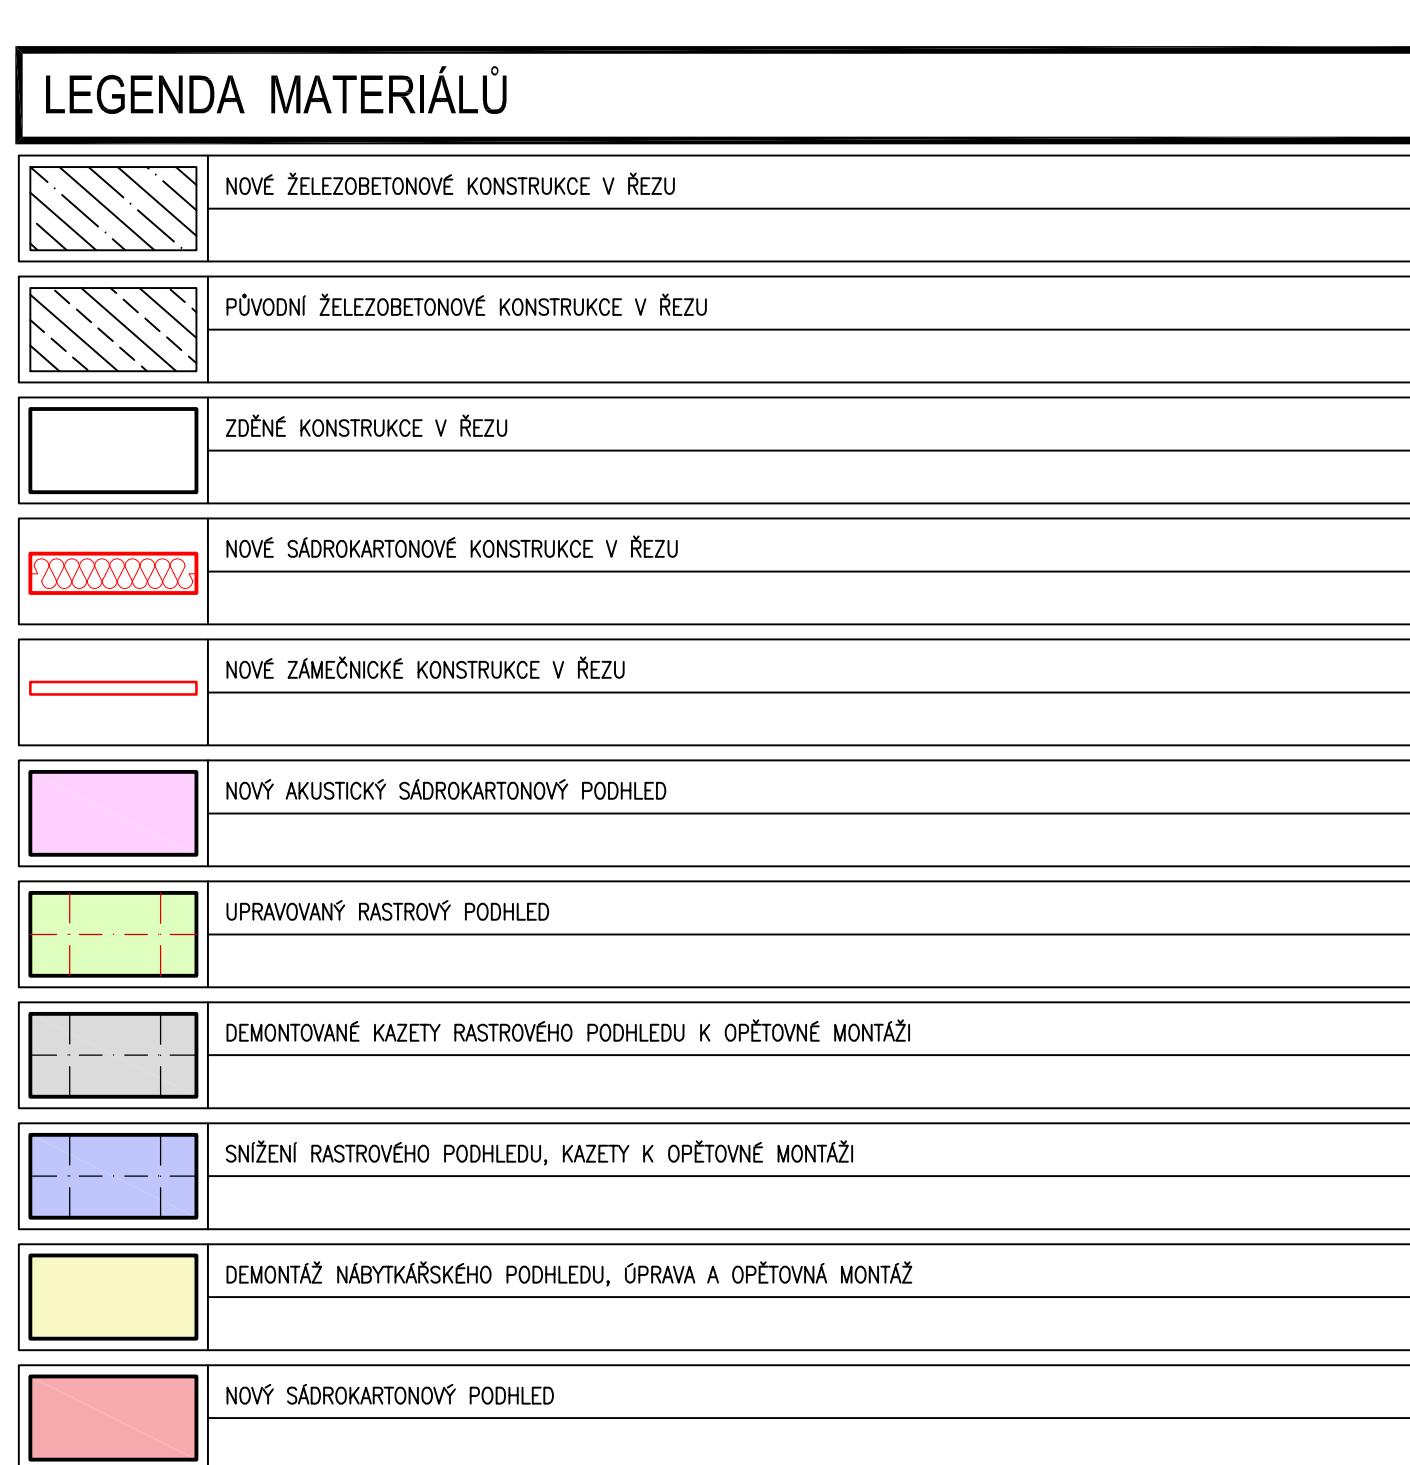 LEGENDA MATERIÁLŮ
NOVÉ ŽELEZOBETONOVÉ KONSTRUKCE V ŘEZU
PŮVODNÍ ŽELEZOBETONOVÉ KONSTRUKCE V ŘEZU
ZDĚNÉ KONSTRUKCE V ŘEZU
NOVÉ SÁDROKARTONOVÉ KONSTRUKCE V ŘEZU
NOVÉ ZÁMEČNICKÉ KONSTRUKCE V ŘEZU
NOVÝ AKUSTICKÝ SÁDROKARTONOVÝ PODHLED
UPRAVOVANÝ RASTROVÝ PODHLED
DEMONTOVANÉ KAZETY RASTROVÉHO PODHLEDU K OPĚTOVNÉ MONTÁŽI
SNÍŽENÍ RASTROVÉHO PODHLEDU, KAZETY K OPĚTOVNÉ MONTÁŽI
DEMONTÁŽ NÁBYTKÁŘSKÉHO PODHLEDU, ÚPRAVA A OPĚTOVNÁ MONTÁŽ
NOVÝ SÁDROKARTONOVÝ PODHLED